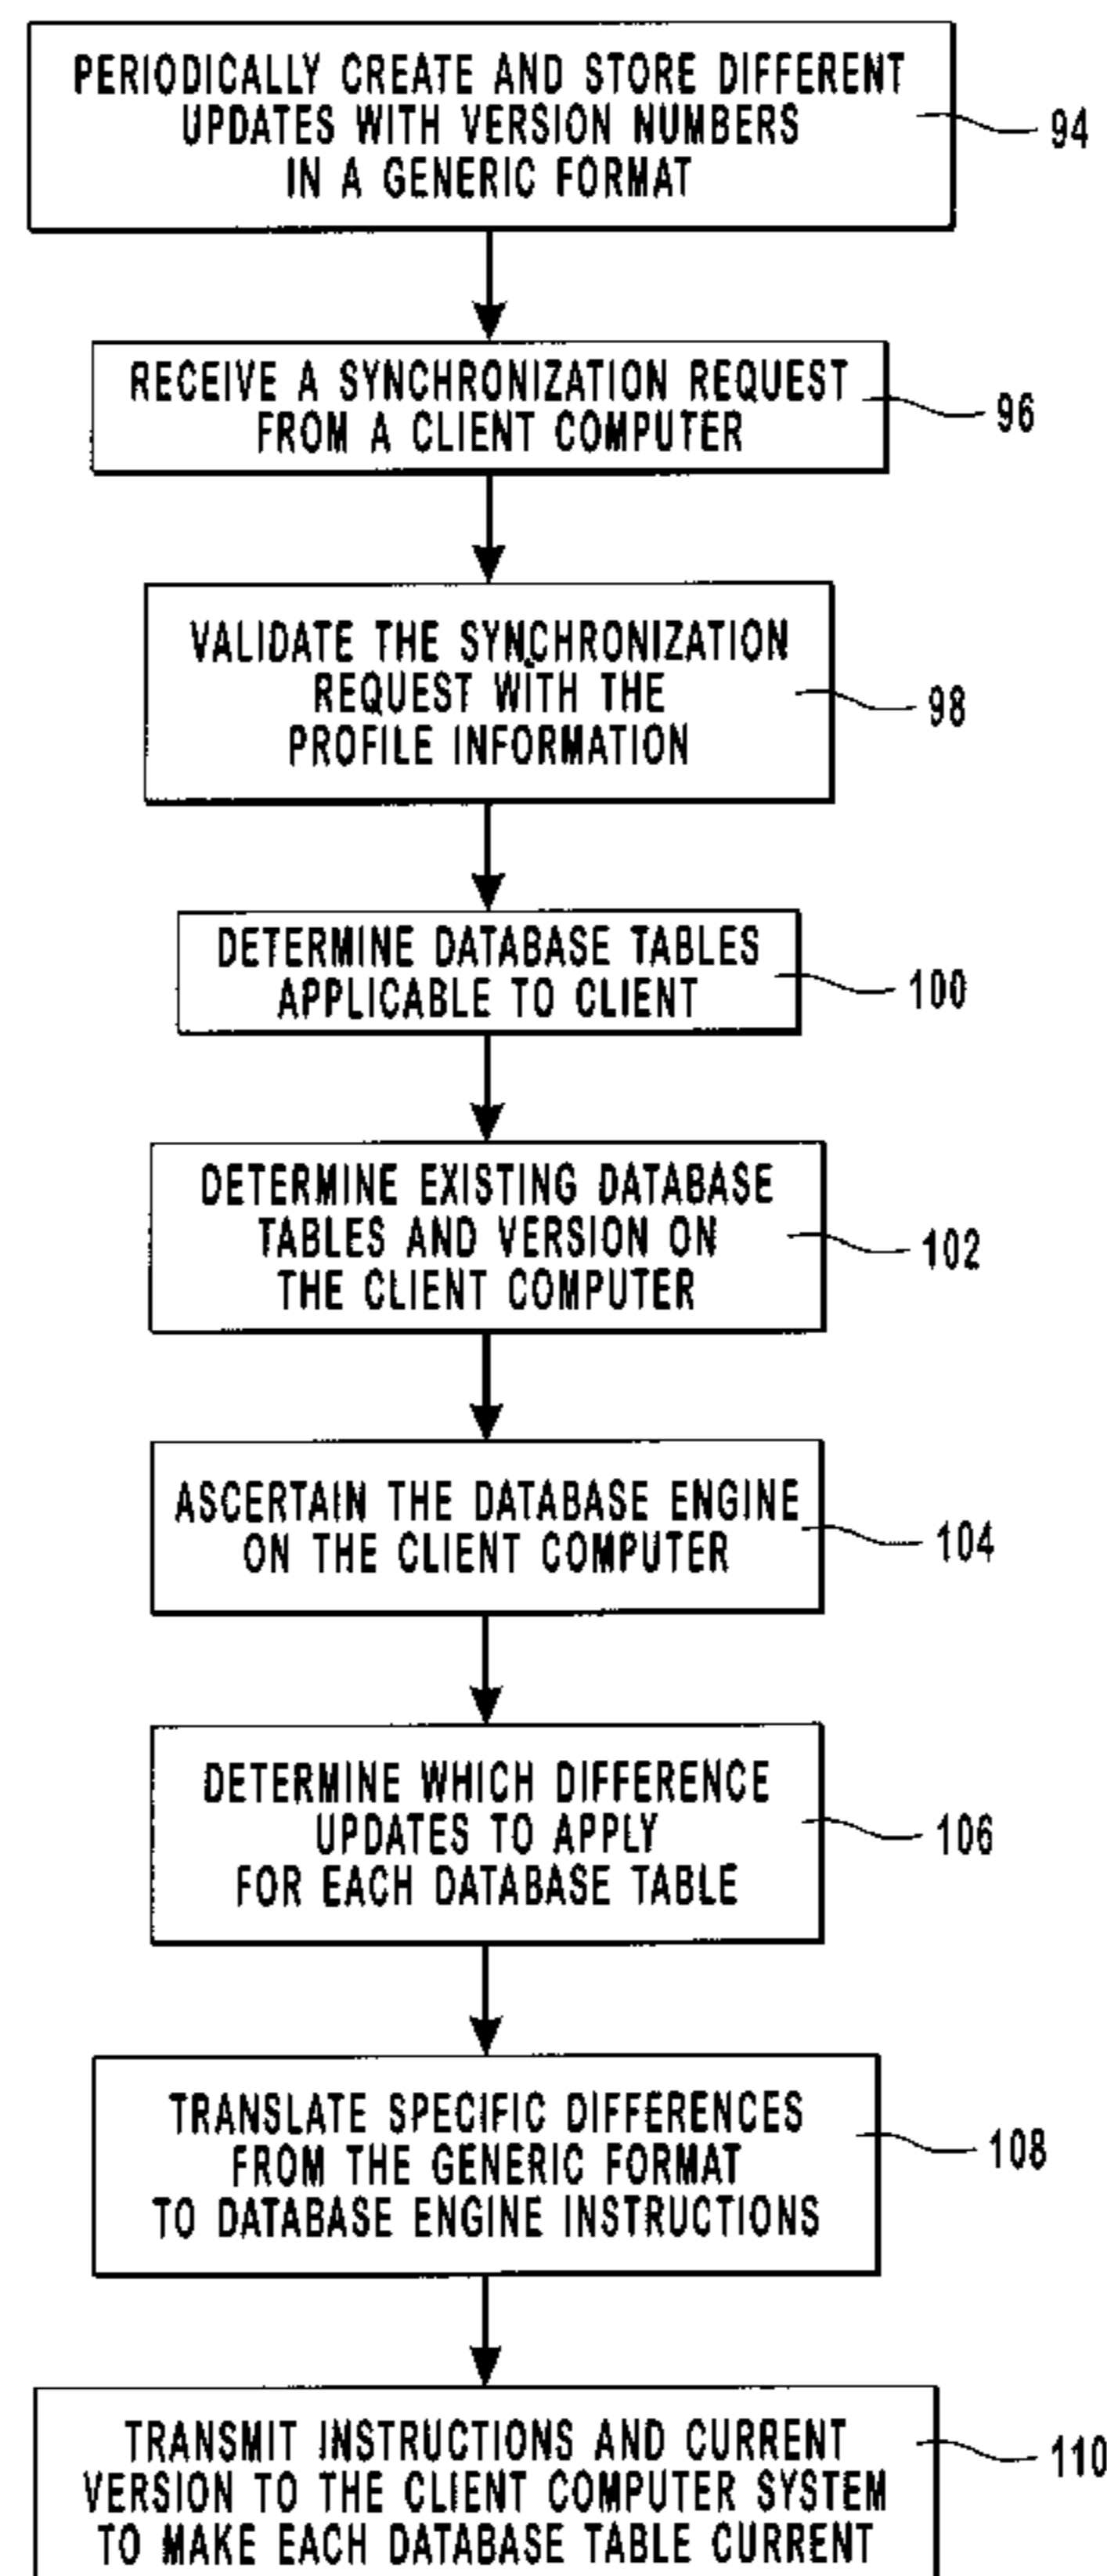 PERIODICALLY CREATE AND STORE DIFFERENT
UPDATES WITH VERSION NUMBERS
IN A GENERIC FORMAT
94
RECEIVE A SYNCHRONIZATION REQUEST
FROM A CLIENT COMPUTER
96
VALIDATE THE SYNCHRONIZATION
REQUEST WITH THE
PROFILE INFORMATION
98
DETERMINE DATABASE TABLES
APPLICABLE TO CLIENT
100
DETERMINE EXISTING DATABASE
TABLES AND VERSION ON
THE CLIENT COMPUTER
102
ASCERTAIN THE DATABASE ENGINE
ON THE CLIENT COMPUTER
104
DETERMINE WHICH DIFFERENCE
UPDATES TO APPLY
FOR EACH DATABASE TABLE
106
TRANSLATE SPECIFIC DIFFERENCES
FROM THE GENERIC FORMAT
TO DATABASE ENGINE INSTRUCTIONS
108
TRANSMIT INSTRUCTIONS AND CURRENT
VERSION TO THE CLIENT COMPUTER SYSTEM
TO MAKE EACH DATABASE TABLE CURRENT
110